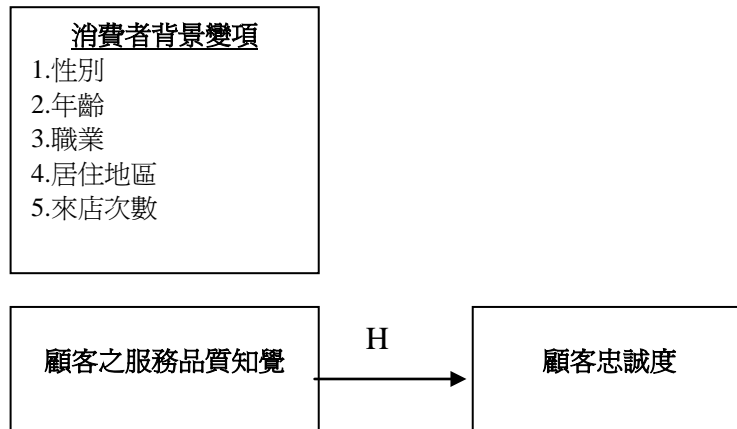 消費者背景變項
1.性別
2.年齡
3.職業
4.居住地區
5.來店次數
顧客之服務品質知覺
H
顧客忠誠度